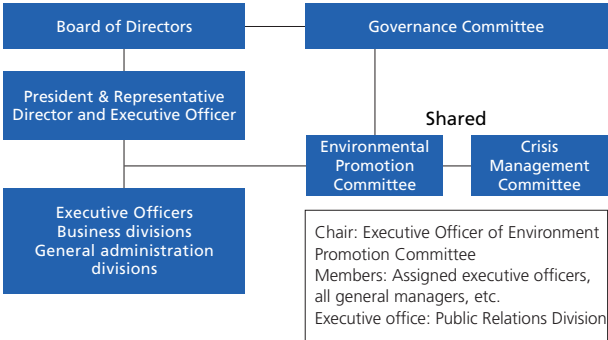 Board of Directors
Governance Committee
President & Representative
Director and Executive Officer
Shared
Environmental
Promotion
Committee
Crisis
Management
Committee
Executive Officers
Business divisions
General administration
divisions
Chair: Executive Officer of Environment
Promotion Committee
Members: Assigned executive officers,
all general managers, etc.
Executive office: Public Relations Division